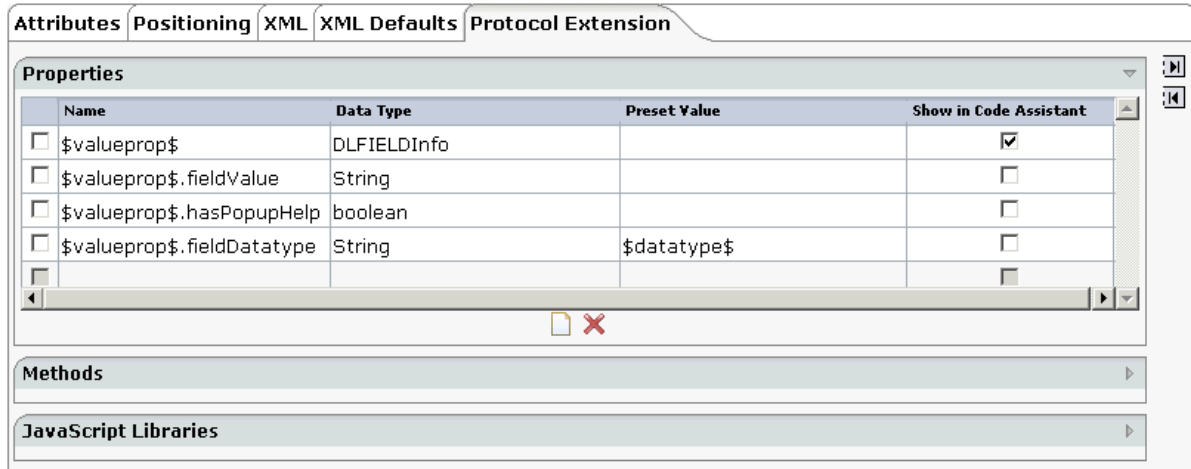 Attributes Positioning XML XML Defaults Protocol Extension
Properties
Name Data Type Preset Value Show in Code Assistant
$valueprop$ DLFIELDInfo
$valueprop$.fieldValue String
$valueprop$.hasPopupHelp boolean
$valueprop$.fieldDatatype String $datatype$
Methods
JavaScript Libraries